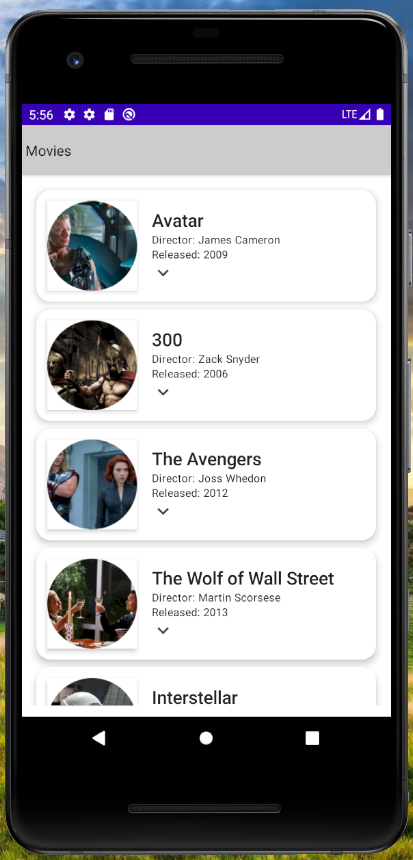 5:56
LTE
Movies
Avatar
Director: James Cameron
Released: 2009
300
Director: Zack Snyder
Released: 2006
The Avengers
Director: Joss Whedon
Released: 2012
The Wolf of Wall Street
Director: Martin Scorsese
Released: 2013
Interstellar